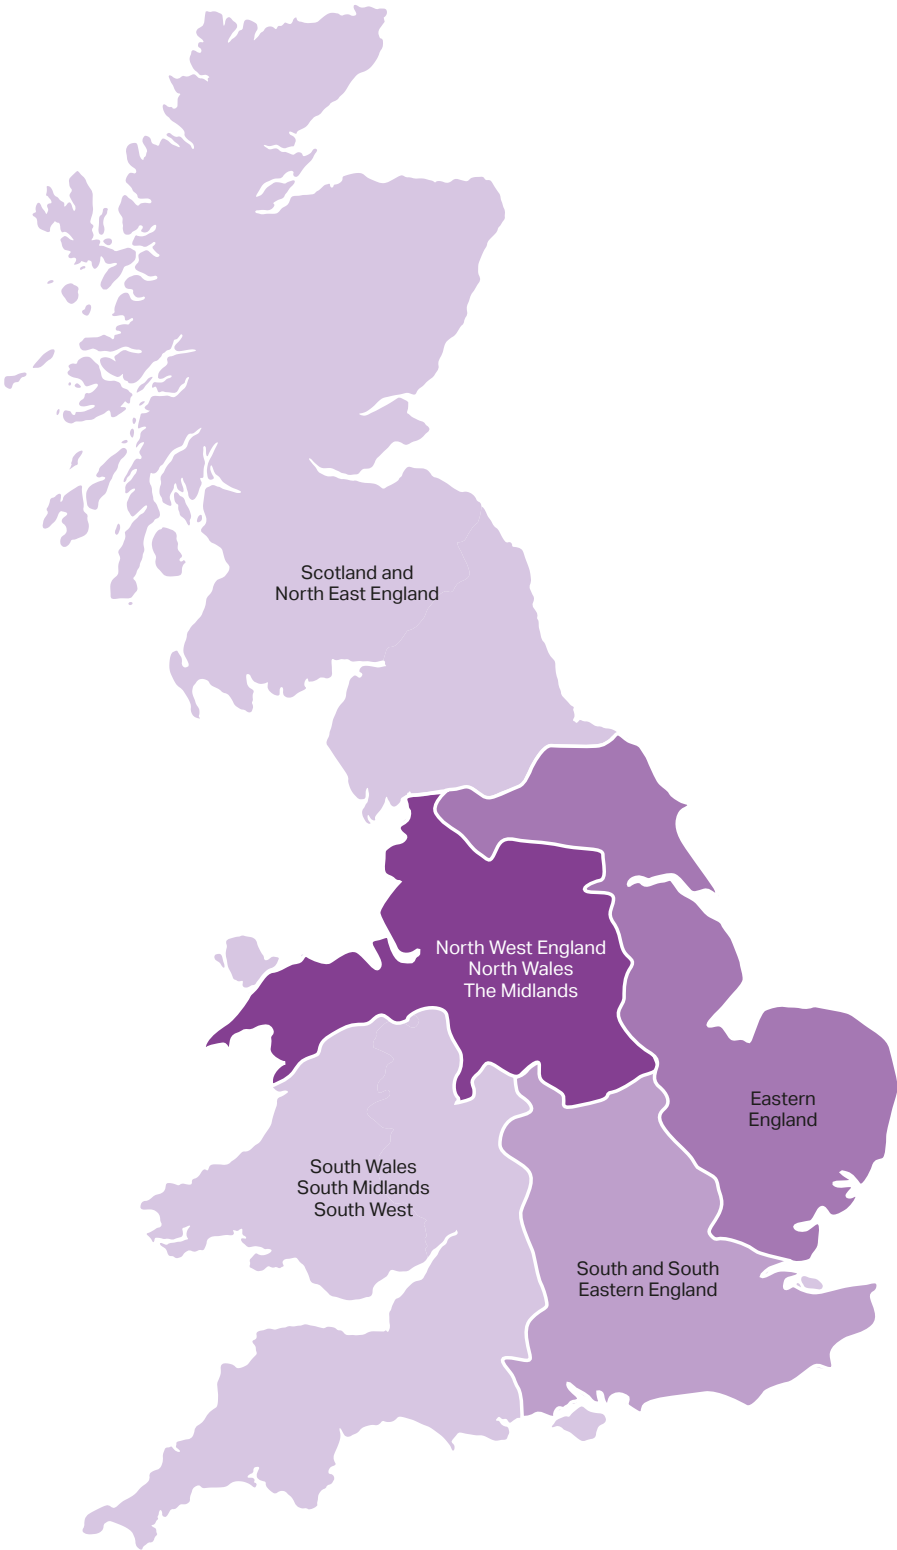 Scotland and
North East England
North West England
North Wales
The Midlands
Eastern
England
South Wales
South Midlands
South West
South and South
Eastern England